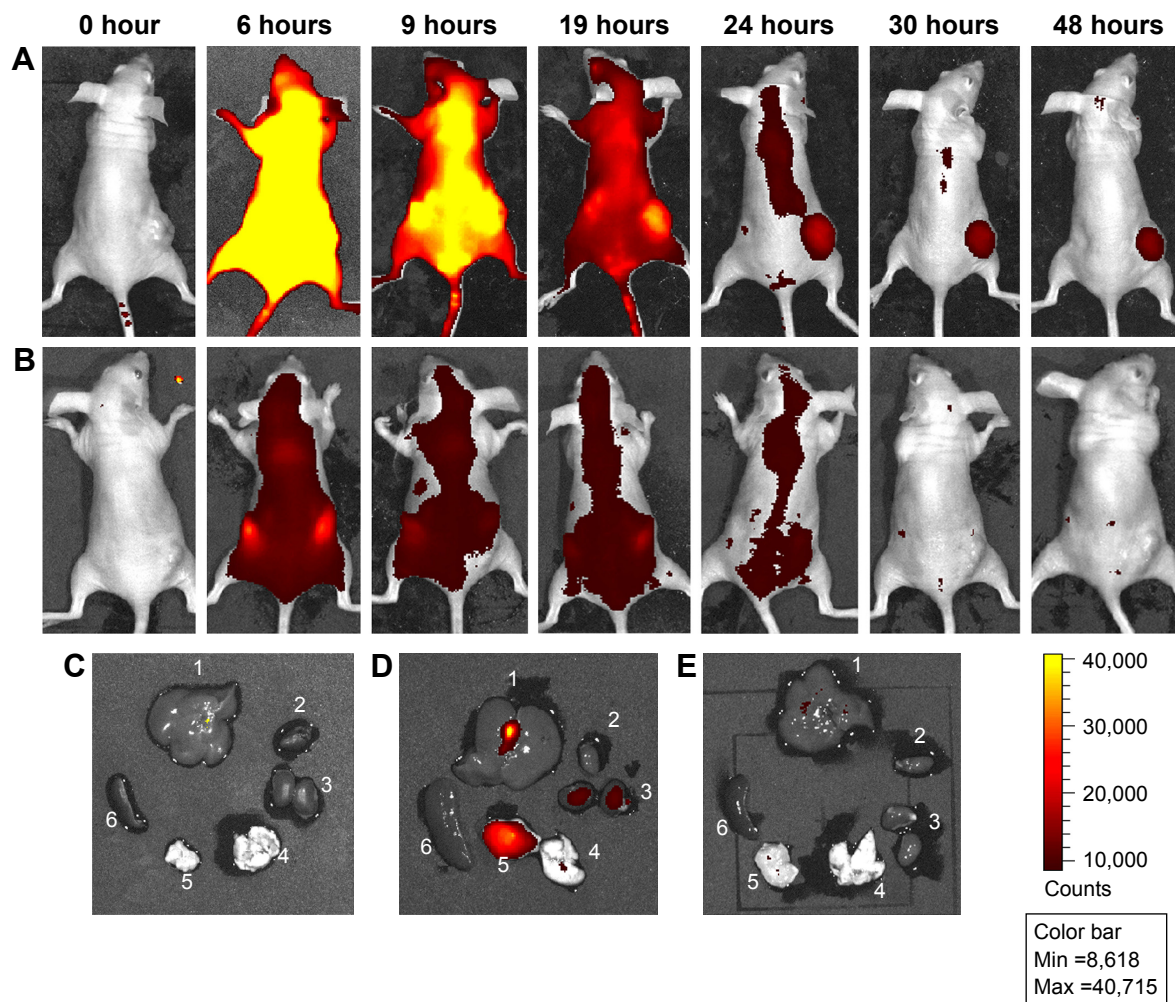 0 hour 6 hours 9 hours 19 hours 24 hours 30 hours 48 hours
A
B
C 1 2 3 4 5 6
D 1 2 3 4 5 6
E 1 2 3 4 5 6
40,000
30,000
20,000
10,000
Counts
Color bar
Min =8,618
Max =40,715